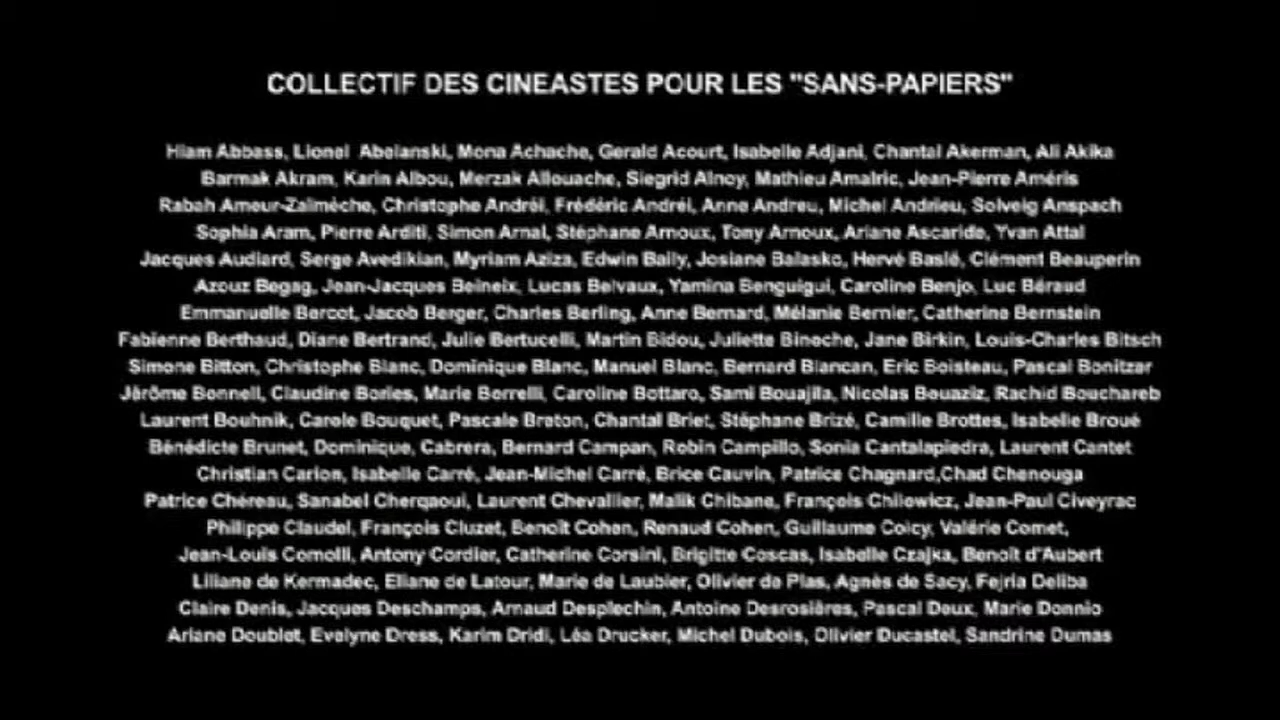 COLLECTIF DES CINEASTES POUR LES "SANS-PAPIERS"
Hiam Abbass, Lionel Abelanski, Mona Achache, Gerald Acourt, Isabelle Adjani, Chantal Akerman, Ali Akika
Barmak Akram, Karin Albou, Merzak Allouache, Siegrid Alnoy, Mathieu Amalric, Jean-Pierre Améris
Rabah Ameur-Zaïmèche, Christophe Andréi, Frédéric Andréi, Anne Andreu, Michel Andrieu, Solveig Anspach
Sophia Aram, Pierre Arditi, Simon Arnal, Stéphane Arnoux, Tony Arnoux, Ariane Ascaride, Yvan Attal
Jacques Audiard, Serge Avedikian, Myriam Aziza, Edwin Baily, Josiane Balasko, Hervé Baslé, Clément Beauperin
Azouz Begag, Jean-Jacques Beineix, Lucas Belvaux, Yamina Benguigui, Caroline Benjo, Luc Béraud
Emmanuelle Bercot, Jacob Berger, Charles Berling, Anne Bernard, Mélanie Bernier, Catherine Bernstein
Fabienne Berthaud, Diane Bertrand, Julie Bertucelli, Martin Bidou, Juliette Binoche, Jane Birkin, Louis-Charles Bitsch
Simone Bitton, Christophe Blanc, Dominique Blanc, Manuel Blanc, Bernard Blancan, Eric Boisteau, Pascal Bonitzer
Jérôme Bonnell, Claudine Bories, Marie Borrelli, Caroline Bottaro, Sami Bouajila, Nicolas Bouaziz, Rachid Bouchareb
Laurent Bouhnik, Carole Bouquet, Pascale Breton, Chantal Briet, Stéphane Brizé, Camille Brottes, Isabelle Broué
Bénédicte Brunet, Dominique, Cabrera, Bernard Campan, Robin Campillo, Sonia Cantalapiedra, Laurent Cantet
Christian Carion, Isabelle Carré, Jean-Michel Carré, Brice Cauvin, Patrice Chagnard,Chad Chenouga
Patrice Chéreau, Sanabel Cherqaoui, Laurent Chevallier, Malik Chibane, François Chilowicz, Jean-Paul Civeyrac
Philippe Claudel, François Cluzet, Benoît Cohen, Renaud Cohen, Guillaume Coicy, Valérie Comet,
Jean-Louis Comolli, Antony Cordier, Catherine Corsini, Brigitte Coscas, Isabelle Czajka, Benoît d'Aubert
Liliane de Kermadec, Eliane de Latour, Marie de Laubier, Olivier de Plas, Agnès de Sacy, Fejria Deliba
Claire Denis, Jacques Deschamps, Arnaud Desplechin, Antoine Desrosières, Pascal Deux, Marie Donnio
Ariane Doublet, Evelyne Dress, Karim Dridi, Léa Drucker, Michel Dubois, Olivier Ducastel, Sandrine Dumas